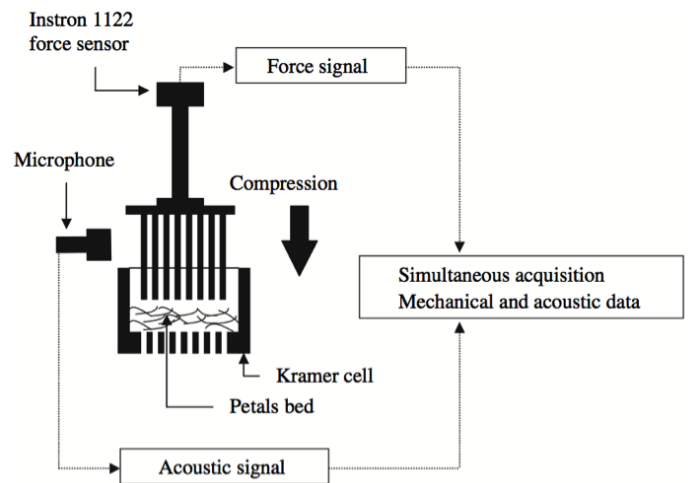 Instron 1122
force sensor
Force signal
Microphone
Compression
Simultaneous acquisition
Mechanical and acoustic data
Kramer cell
Petals bed
Acoustic signal